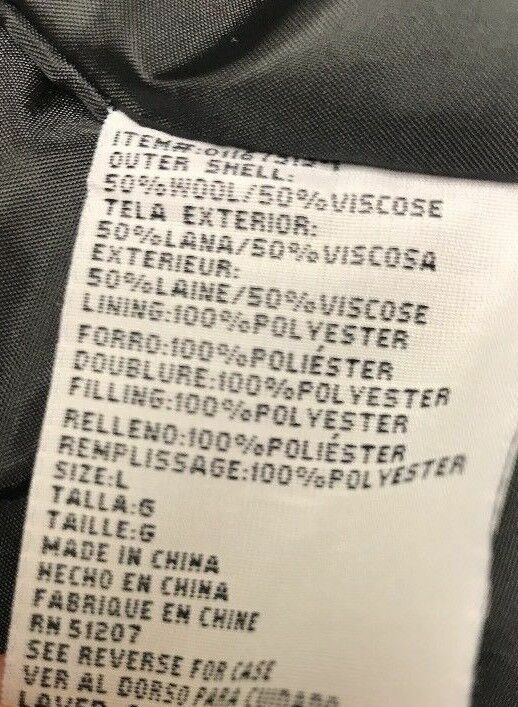 OUTER SHELL:
50%WOOL/50%VISCOSE
TELA EXTERIOR:
50%LANA/50%VISCOSA
EXTERIEUR:
50%LAINE/50%VISCOSE
LINING:100%POLYESTER
FORRO:100%POLIÉSTER
DOUBLURE:100%POLYESTER
FILLING:100%POLYESTER
RELLENO:100%POLIÉSTER
REMPLISSAGE:100%POLYESTER
SIZE:L
TALLA:G
TAILLE:G
MADE IN CHINA
HECHO EN CHINA
FABRIQUE EN CHINE
RN 51207
SEE REVERSE FOR CASE
VER AL DORSO PARA CUIDADO
LAVER